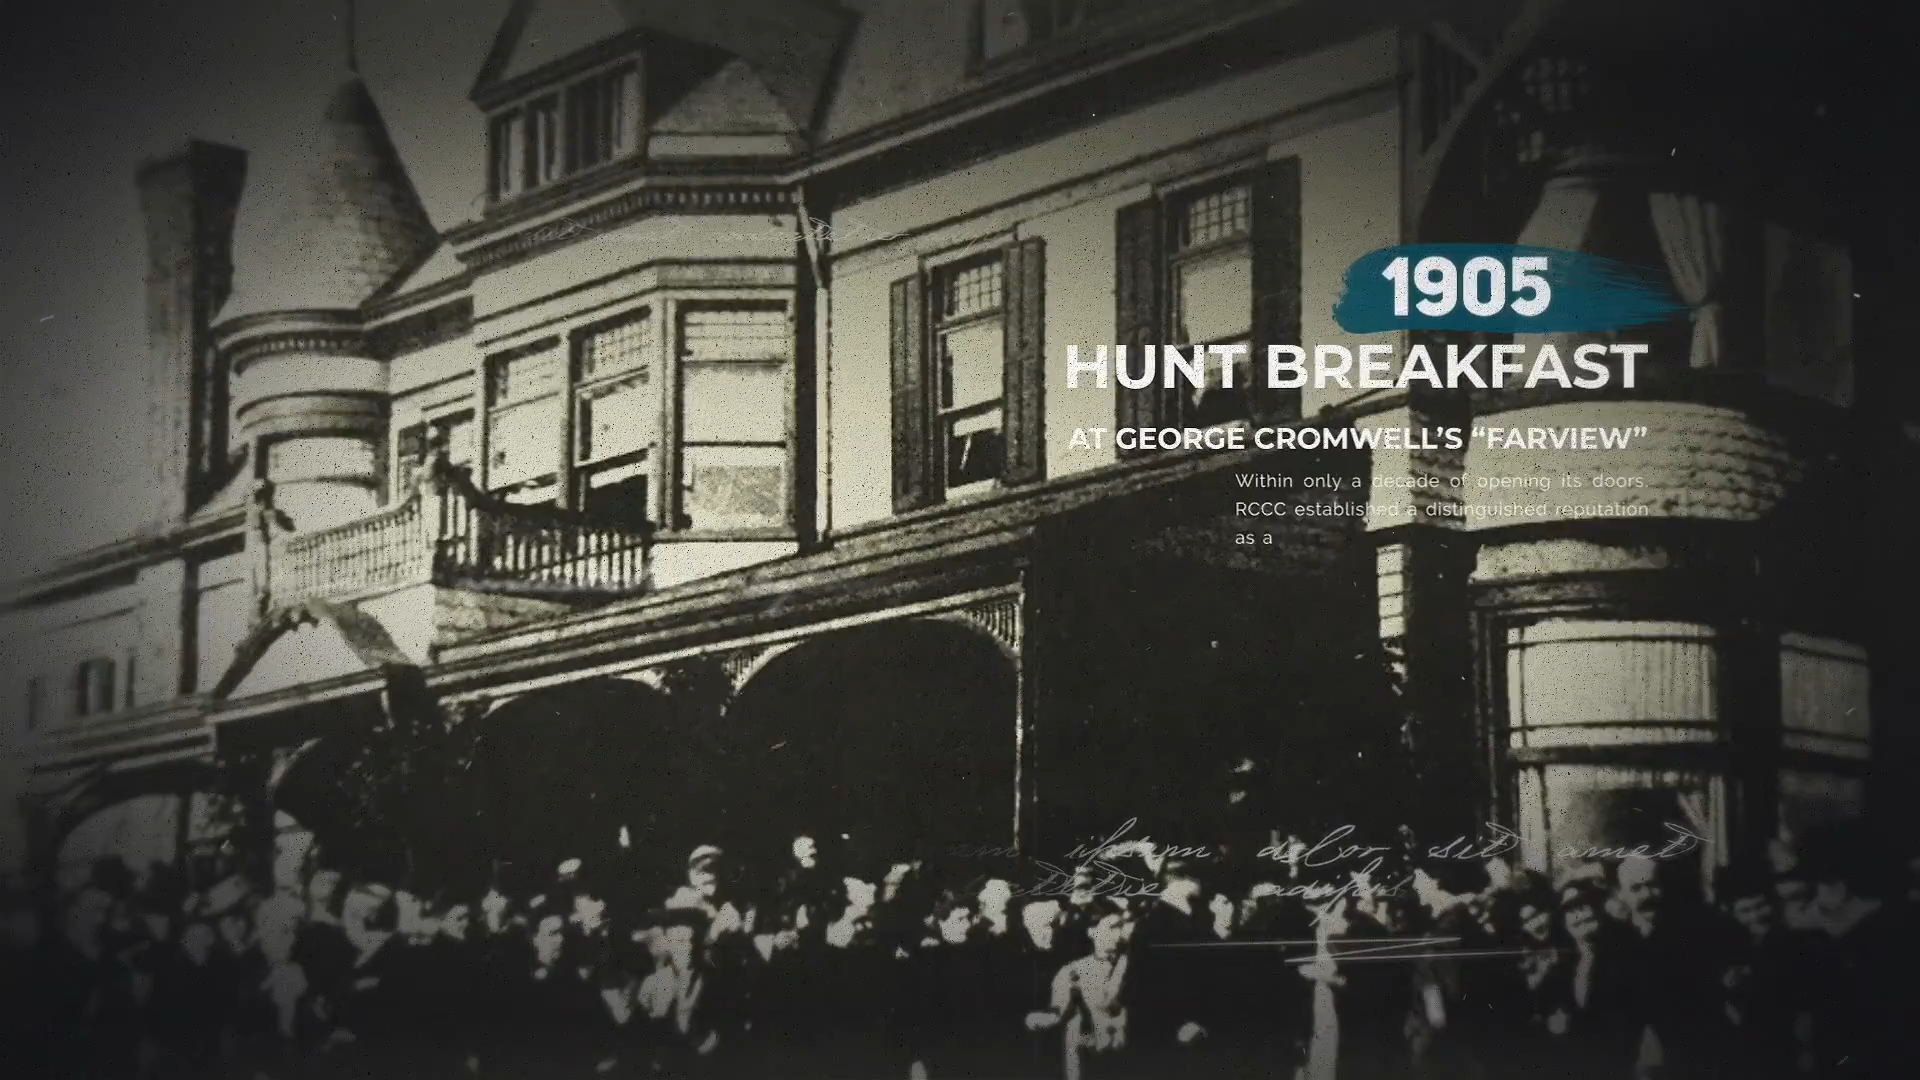 1905
HUNT BREAKFAST
AT GEORGE CROMWELL’S “FARVIEW”
Within only a decade of opening its doors,
RCCC established a distinguished reputation
as a
ipsum dolor sit amet